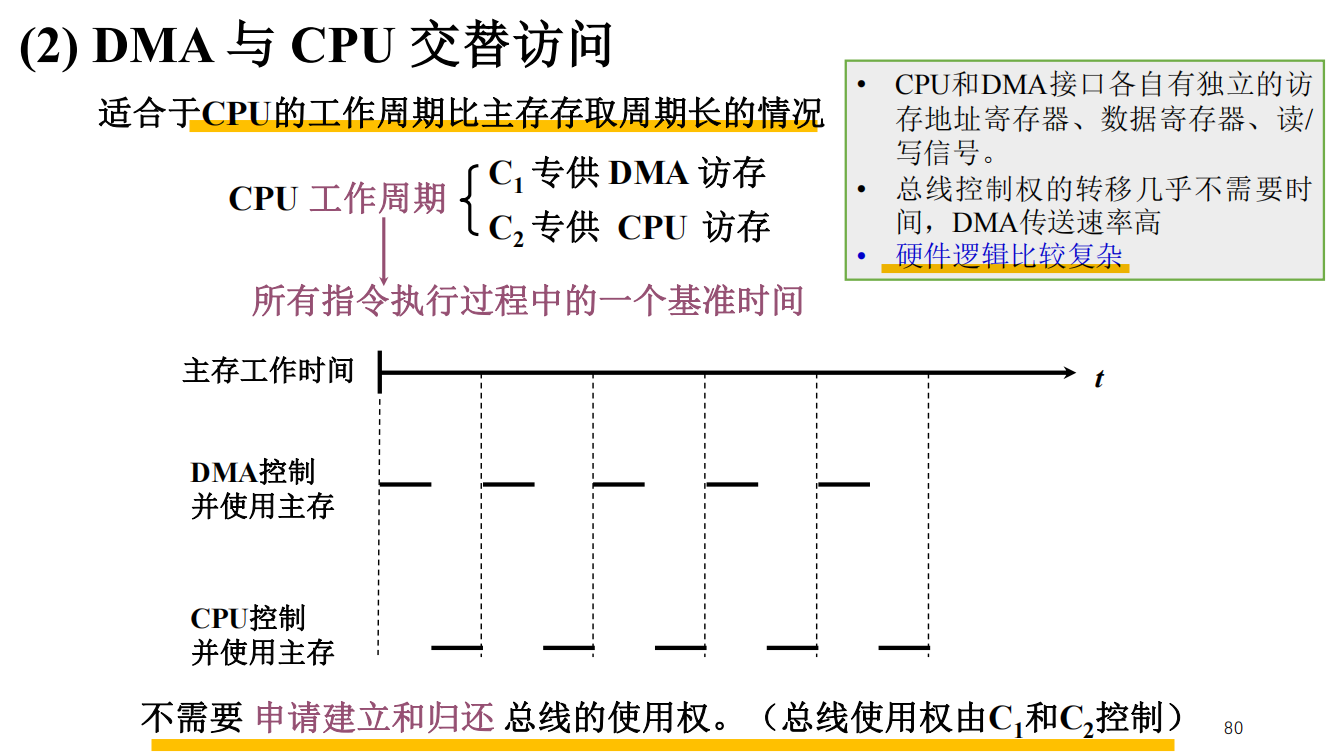 (2) DMA 与 CPU 交替访问
适合于CPU的工作周期比主存存取周期长的情况
CPU 工作周期
C1 专供 DMA 访存
C2 专供 CPU 访存
所有指令执行过程中的一个基准时间
• CPU和DMA接口各自有独立的访
存地址寄存器、数据寄存器、读/
写信号。
• 总线控制权的转移几乎不需要时
间，DMA传送速率高
• 硬件逻辑比较复杂
主存工作时间
t
DMA控制
并使用主存
CPU控制
并使用主存
不需要 申请建立和归还 总线的使用权。（总线使用权由C1和C2控制）
80